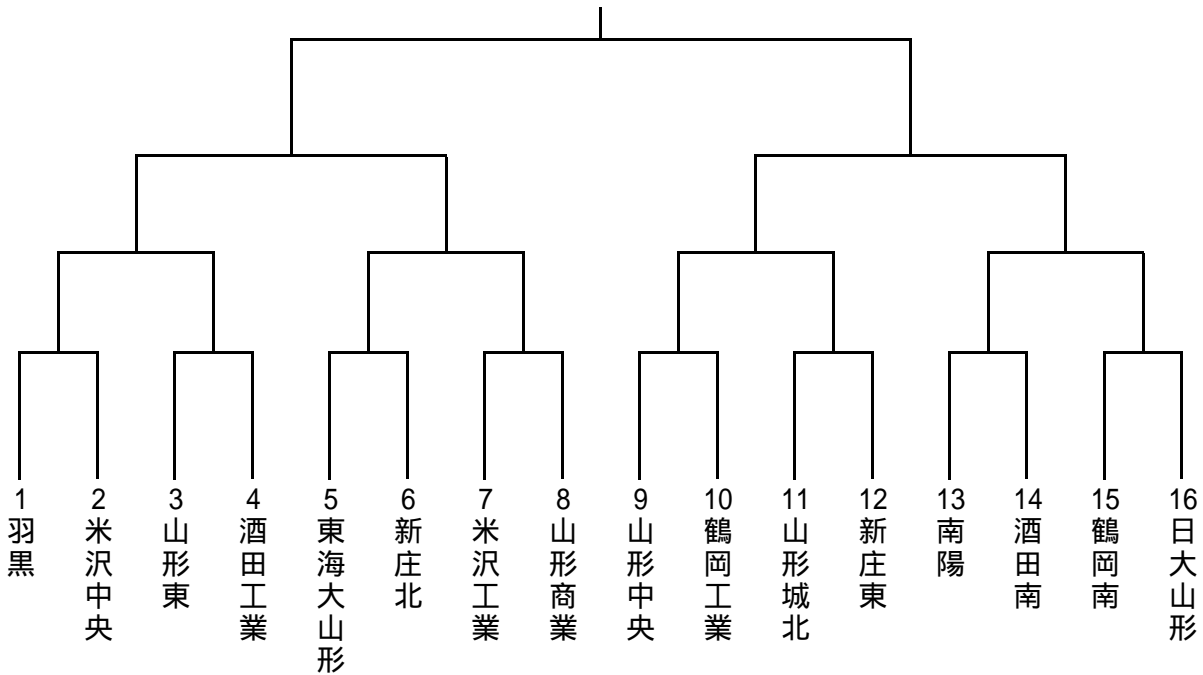 1 羽黒
2 米沢中央
3 山形東
4 酒田工業
5 東海大山形
6 新庄北
7 米沢工業
8 山形商業
9 山形中央
10 鶴岡工業
11 山形城北
12 新庄東
13 南陽
14 酒田南
15 鶴岡南
16 日大山形